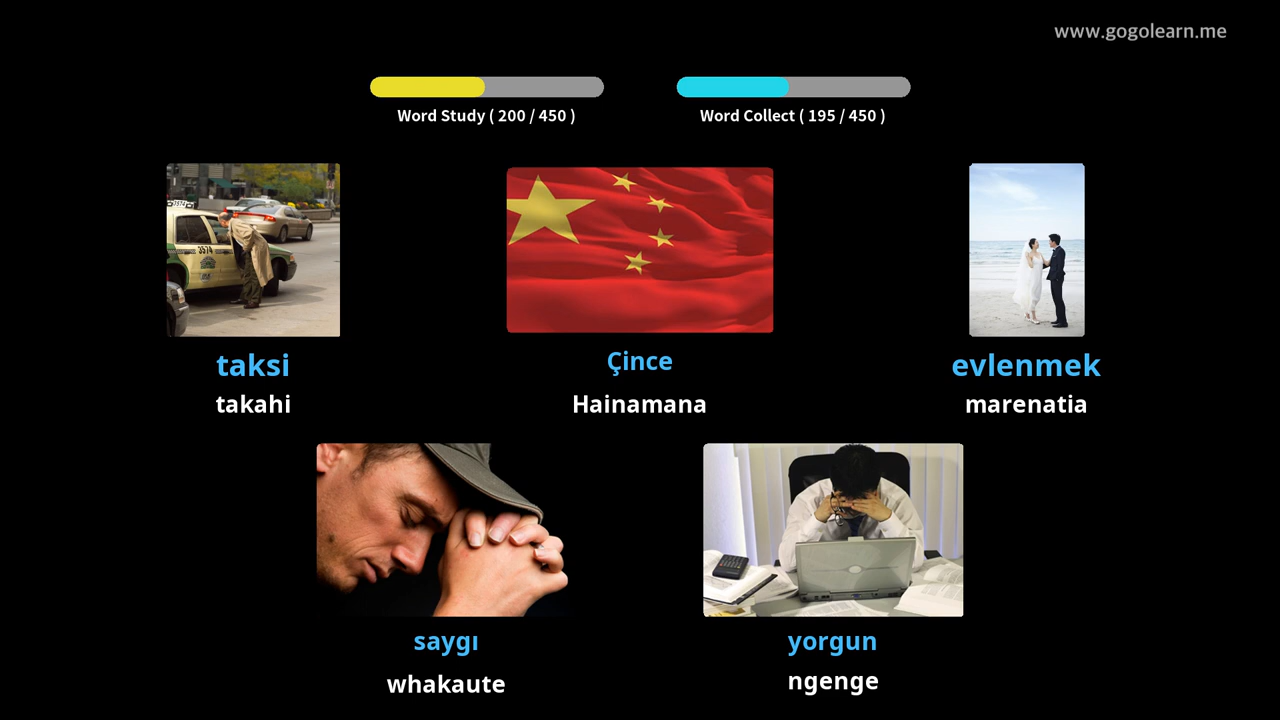 www.gogolearn.me
Word Study ( 200 / 450 )
Word Collect ( 195 / 450 )
taksi
takahi
Çince
Hainamana
evlenmek
marenatia
saygı
whakaute
yorgun
ngenge
3574